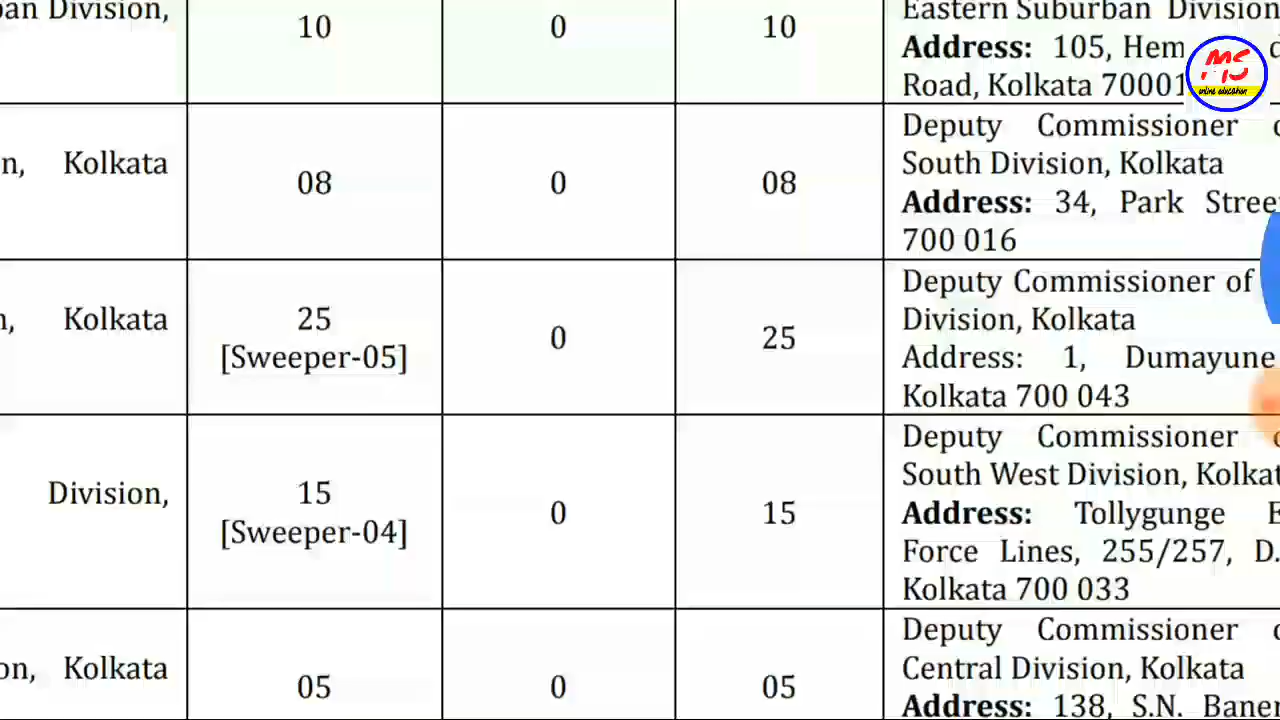 Division,
10
0
10
Eastern Suburban Division
Address: 105, Hem
Road, Kolkata 70001
MS
online education
Kolkata
08
0
08
Deputy Commissioner
South Division, Kolkata
Address: 34, Park Stree
700 016
Kolkata
25
[Sweeper-05]
0
25
Deputy Commissioner of
Division, Kolkata
Address: 1, Dumayune
Kolkata 700 043
Division,
15
[Sweeper-04]
0
15
Deputy Commissioner
South West Division, Kolkat
Address: Tollygunge E
Force Lines, 255/257, D.
Kolkata 700 033
Kolkata
05
0
05
Deputy Commissioner
Central Division, Kolkata
Address: 138, S.N. Baner